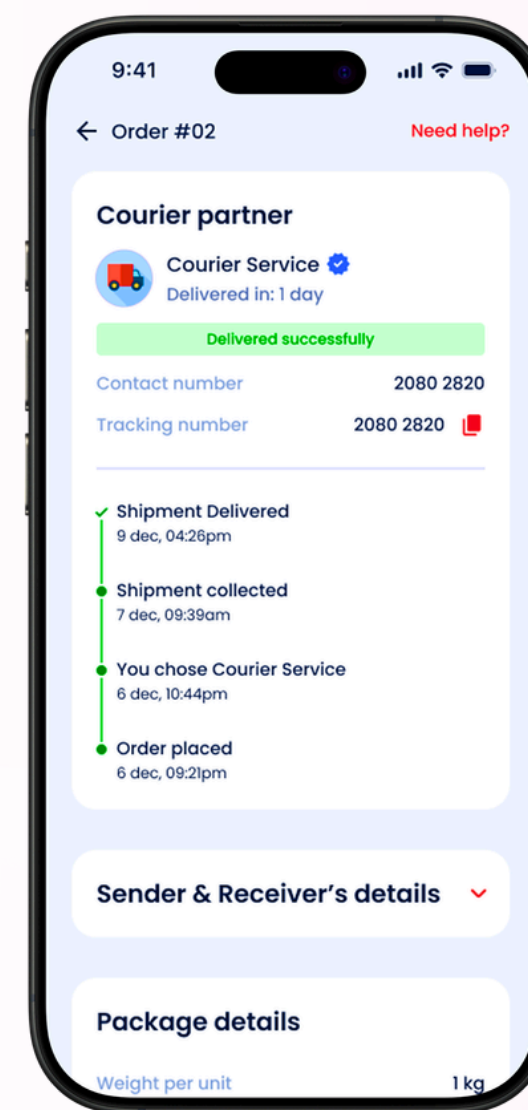 9:41
Order #02
Need help?
Courier partner
Courier Service
Delivered in: 1 day
Delivered successfully
Contact number 2080 2820
Tracking number 2080 2820
Shipment Delivered
9 dec, 04:26pm
Shipment collected
7 dec, 09:39am
You chose Courier Service
6 dec, 10:44pm
Order placed
6 dec, 09:21pm
Sender & Receiver's details
Package details
Weight per unit 1 kg